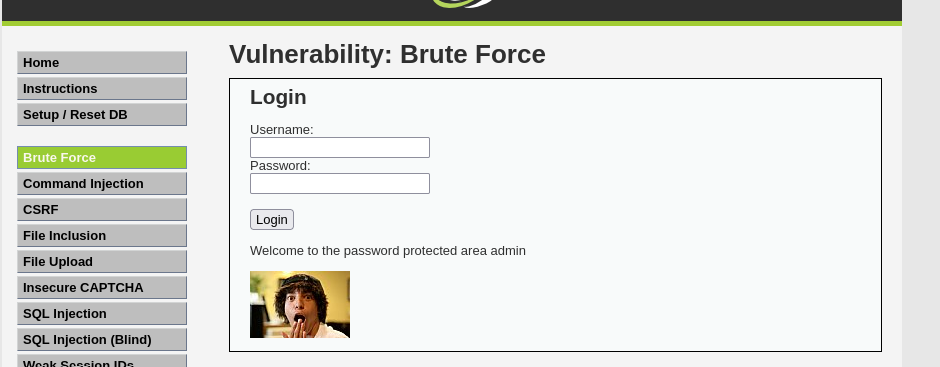 Vulnerability: Brute Force
Home
Instructions
Setup / Reset DB
Brute Force
Command Injection
CSRF
File Inclusion
File Upload
Insecure CAPTCHA
SQL Injection
SQL Injection (Blind)
Weak Session IDs
Login
Username:
Password:
Login
Welcome to the password protected area admin